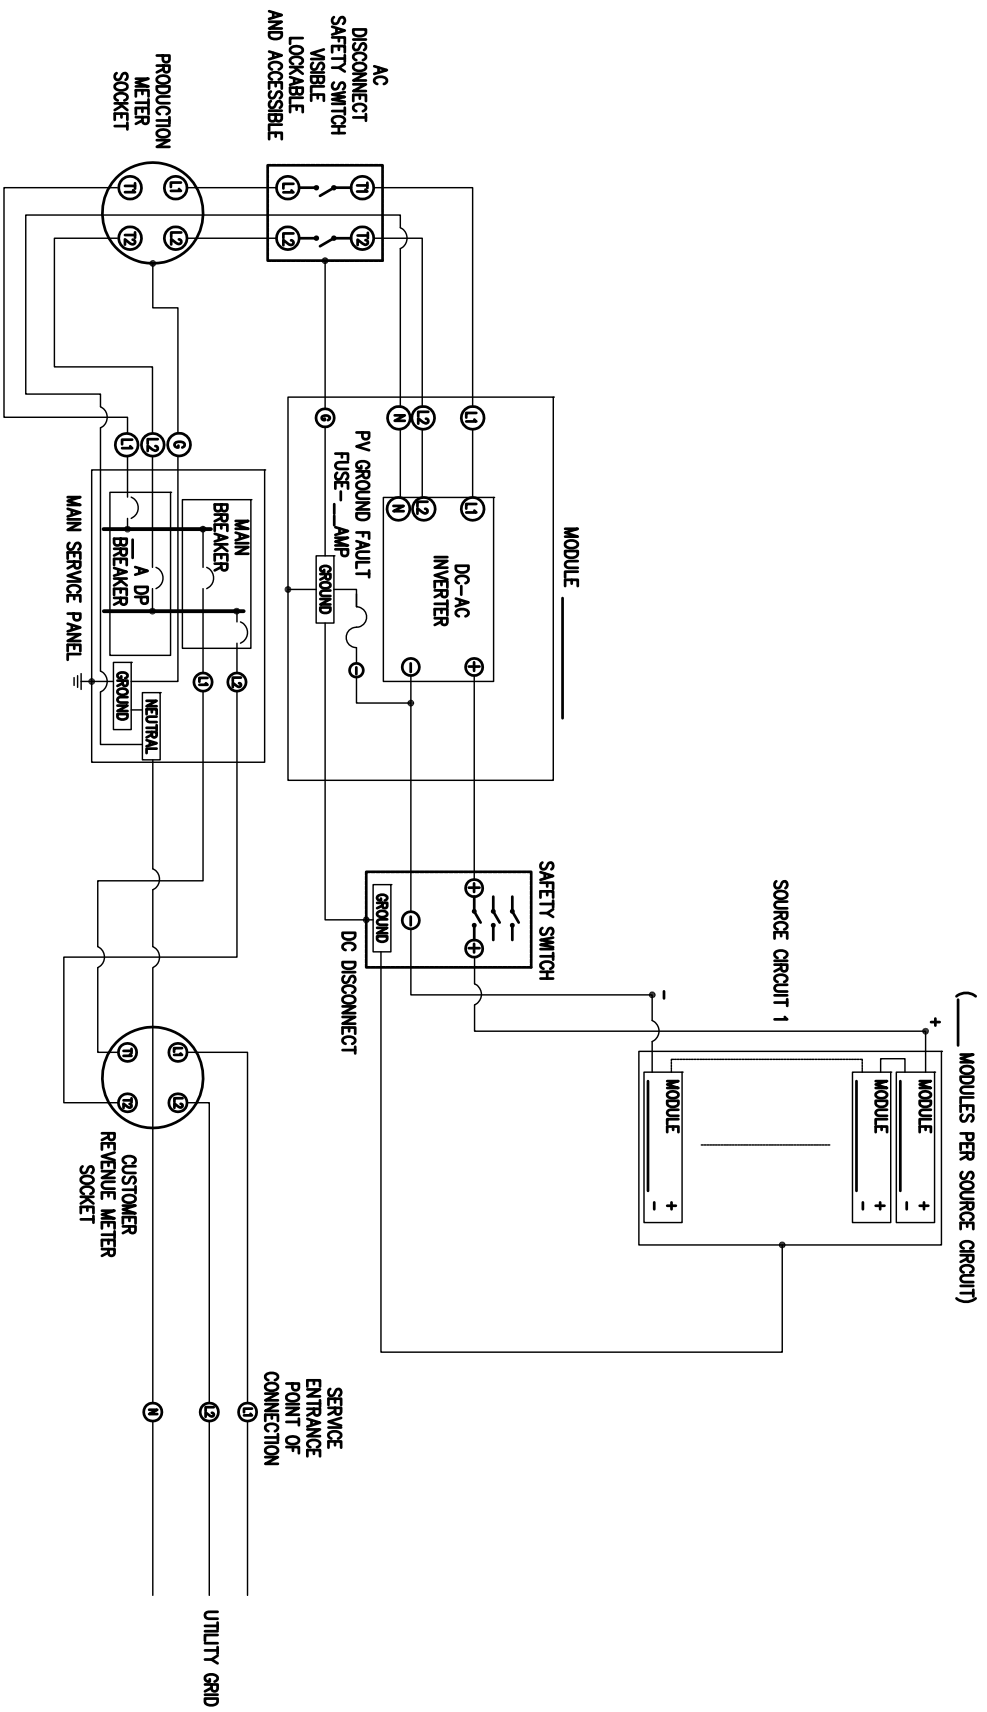 (____ MODULES PER SOURCE CIRCUIT)
+
MODULE
+
-
MODULE
+
-
SOURCE CIRCUIT 1
MODULE
+
-
-
MODULE ________
SAFETY SWITCH
+
+
-
GROUND
DC DISCONNECT
L1
L2
N
L1
L2
N
DC-AC
INVERTER
+
-
PV GROUND FAULT
FUSE-___AMP
-
G
GROUND
AC
DISCONNECT
SAFETY SWITCH
VISIBLE
LOCKABLE
AND ACCESSIBLE
T1
T2
L1
L2
SERVICE
ENTRANCE
POINT OF
CONNECTION
L1
L2
N
UTILITY GRID
PRODUCTION
METER
SOCKET
L1
L2
T1
T2
G
L2
L1
MAIN
BREAKER
L2
L1
__ A DP
BREAKER
NEUTRAL
GROUND
MAIN SERVICE PANEL
L1
L2
T1
T2
CUSTOMER
REVENUE METER
SOCKET